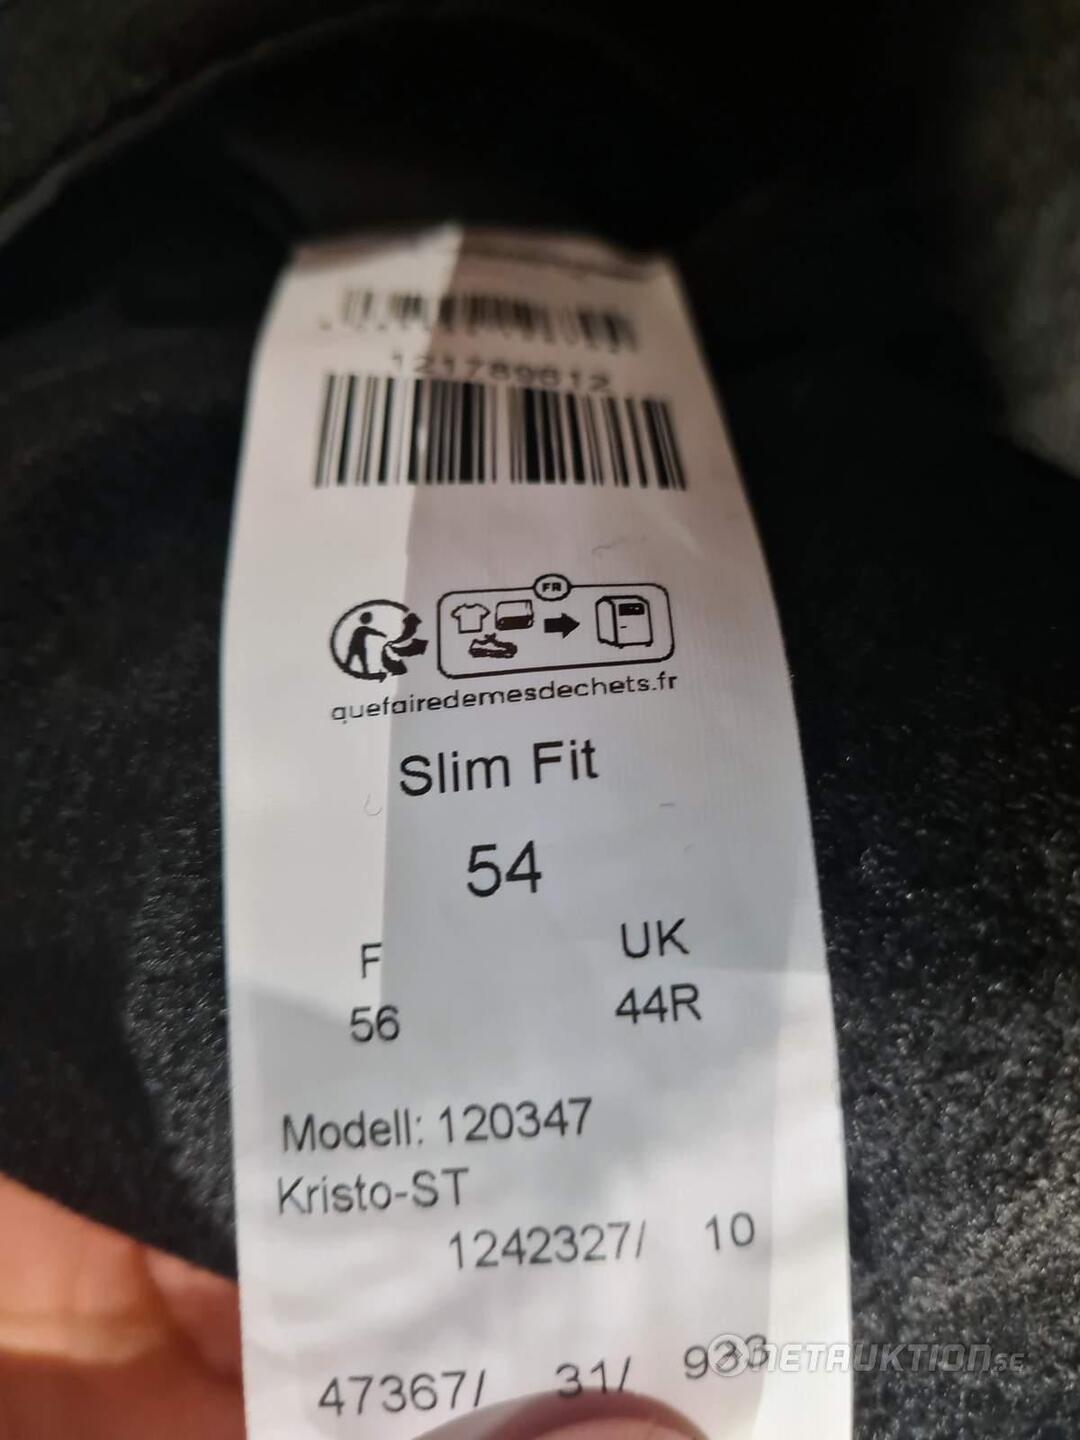 121789612
FR
quefairedemesdechets.fr
Slim Fit
54
F UK
56 44R
Modell: 120347
Kristo-ST
1242327/ 10
47367/ 31/
NETAUKTION.SE